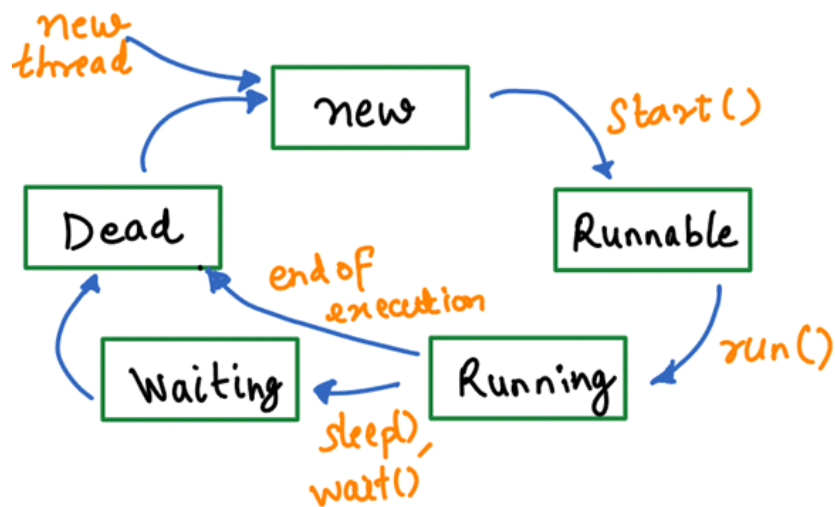 new
thread
new
start()
Dead
Runnable
end of
execution
run()
Waiting
Running
sleep(),
wait()